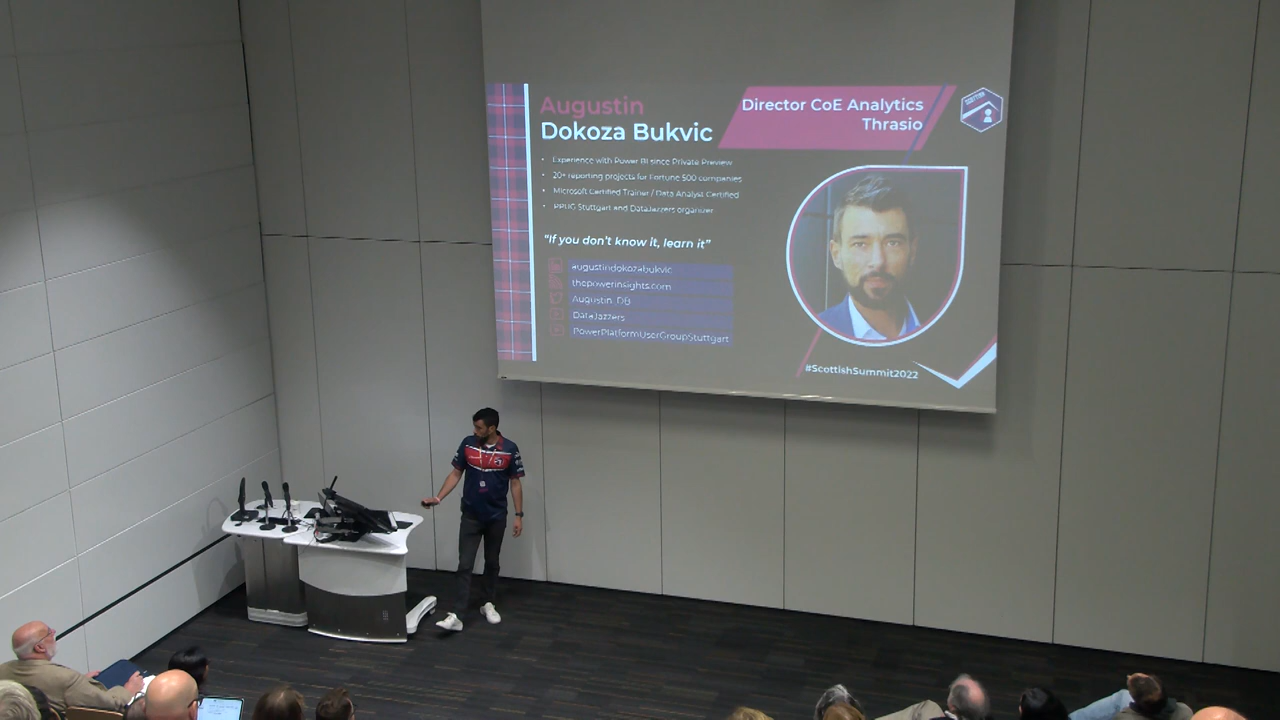 Augustin
Dokoza Bukvic
Director CoE Analytics
Thrasio
• Experience with Power BI since Private Preview
• 20+ reporting projects for Fortune 500 companies
• Microsoft Certified Trainer / Data Analyst Certified
• PPUG Stuttgart and DataJazzers organizer
"If you don't know it, learn it"
augustindokozabukvic
thepowerinsights.com
Augustin_DB
DataJazzers
PowerPlatformUserGroupStuttgart
#ScottishSummit2022